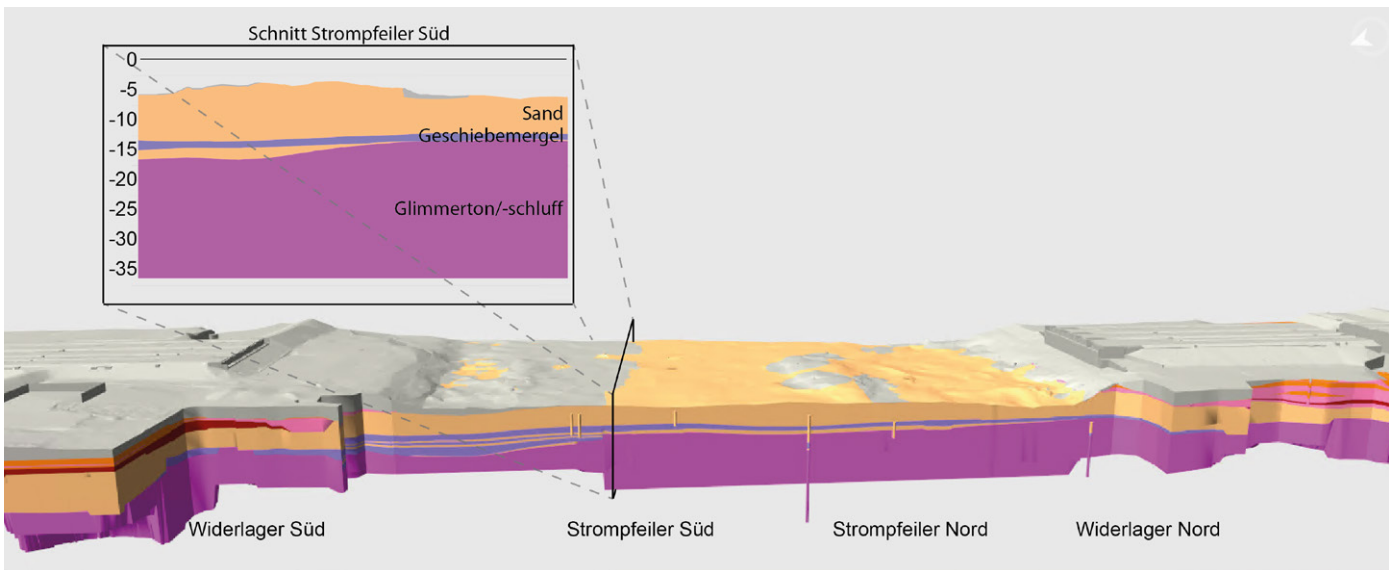 Schnitt Strompfeiler Süd
0
-5
-10
Sand
Geschiebemergel
-15
-20
Glimmerton/-schluff
-25
-30
-35
Widerlager Süd
Strompfeiler Süd
Strompfeiler Nord
Widerlager Nord